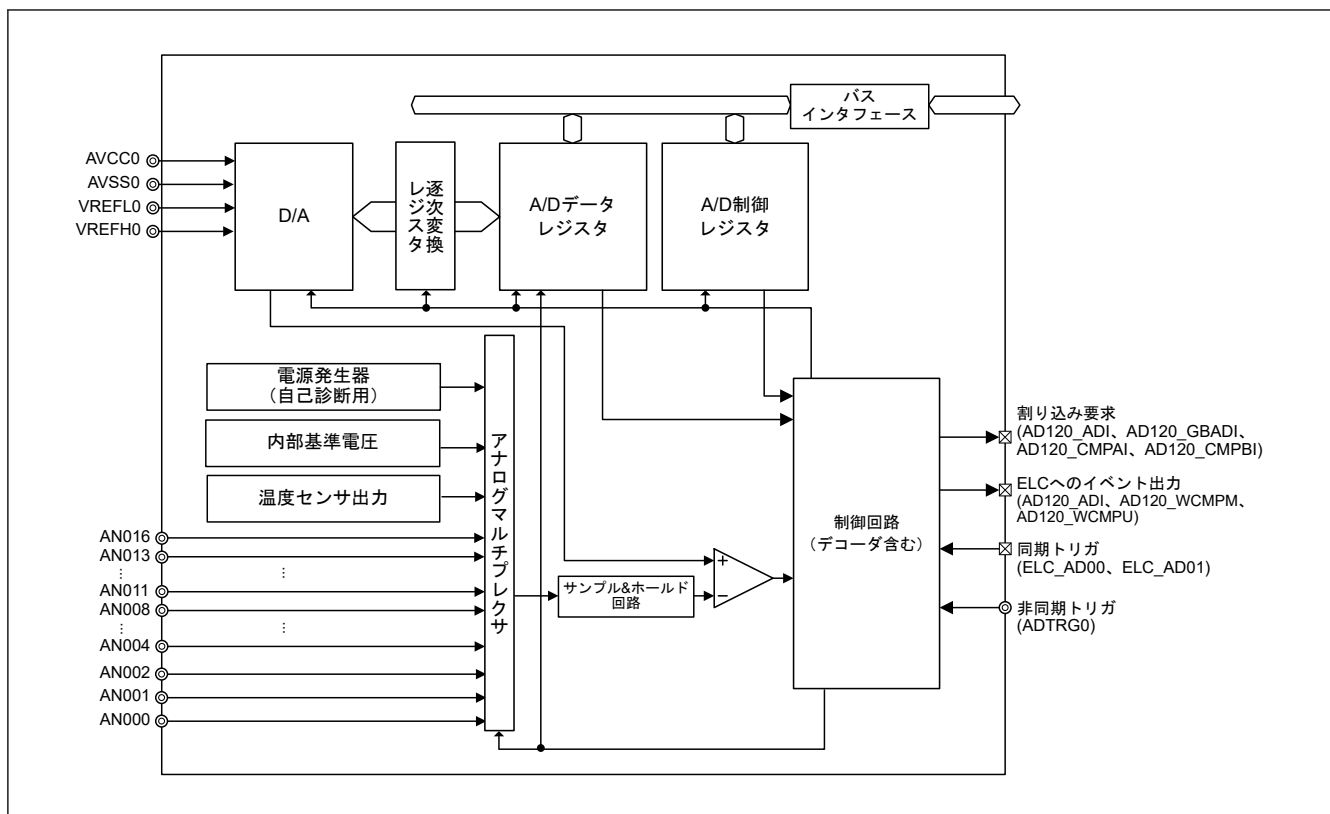 バス
インタフェース
AVCC0
AVSS0
VREFL0
VREFH0
D/A
逐次変換
レジスタ
A/Dデータ
レジスタ
A/D制御
レジスタ
電源発生器
(自己診断用)
内部基準電圧
温度センサ出力
アナログマルチプレクサ
AN016
AN013
…
…
AN011
AN008
…
…
AN004
AN002
AN001
AN000
サンプル&ホールド
回路
+
−
制御回路
(デコーダ含む)
割り込み要求
(AD120_ADI、AD120_GBADI、
AD120_CMPAI、AD120_CMPBI)
ELCへのイベント出力
(AD120_ADI、AD120_WCMPM、
AD120_WCMPU)
同期トリガ
(ELC_AD00、ELC_AD01)
非同期トリガ
(ADTRG0)